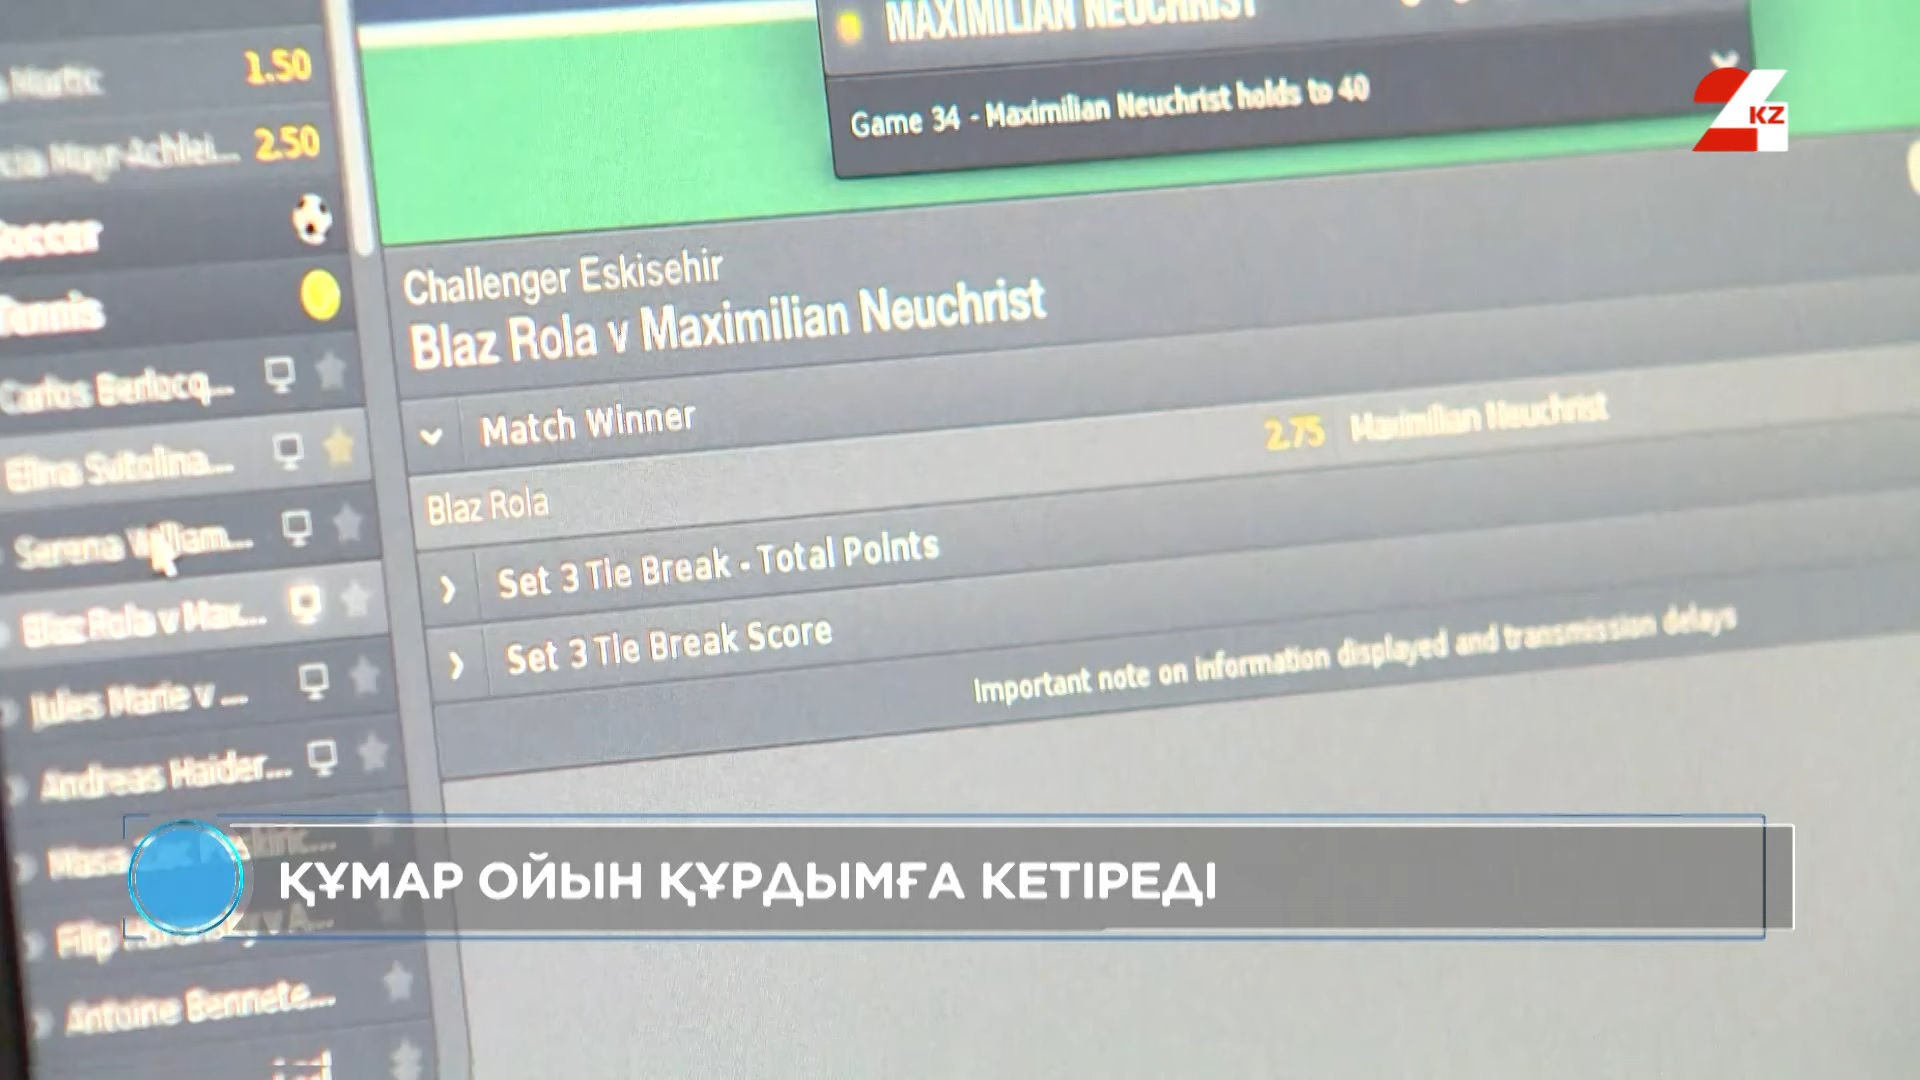 1.50
2.50
Soccer
Tennis
Carlos Berlocq...
Serena William...
Blaz Rola v Max...
Jules Marie v ...
Andreas Haider...
Antoine Bennete...
MAXIMILIAN NEUCHRIST
Game 34 - Maximilian Neuchrist holds to 40
KZ
Challenger Eskisehir
Blaz Rola v Maximilian Neuchrist
Match Winner
Blaz Rola
2.75 Maximilian Neuchrist
Set 3 Tie Break - Total Points
Set 3 Tie Break Score
Important note on information displayed and transmission delays
ҚҰМАР ОЙЫН ҚҰРДЫМҒА КЕТІРЕДІ